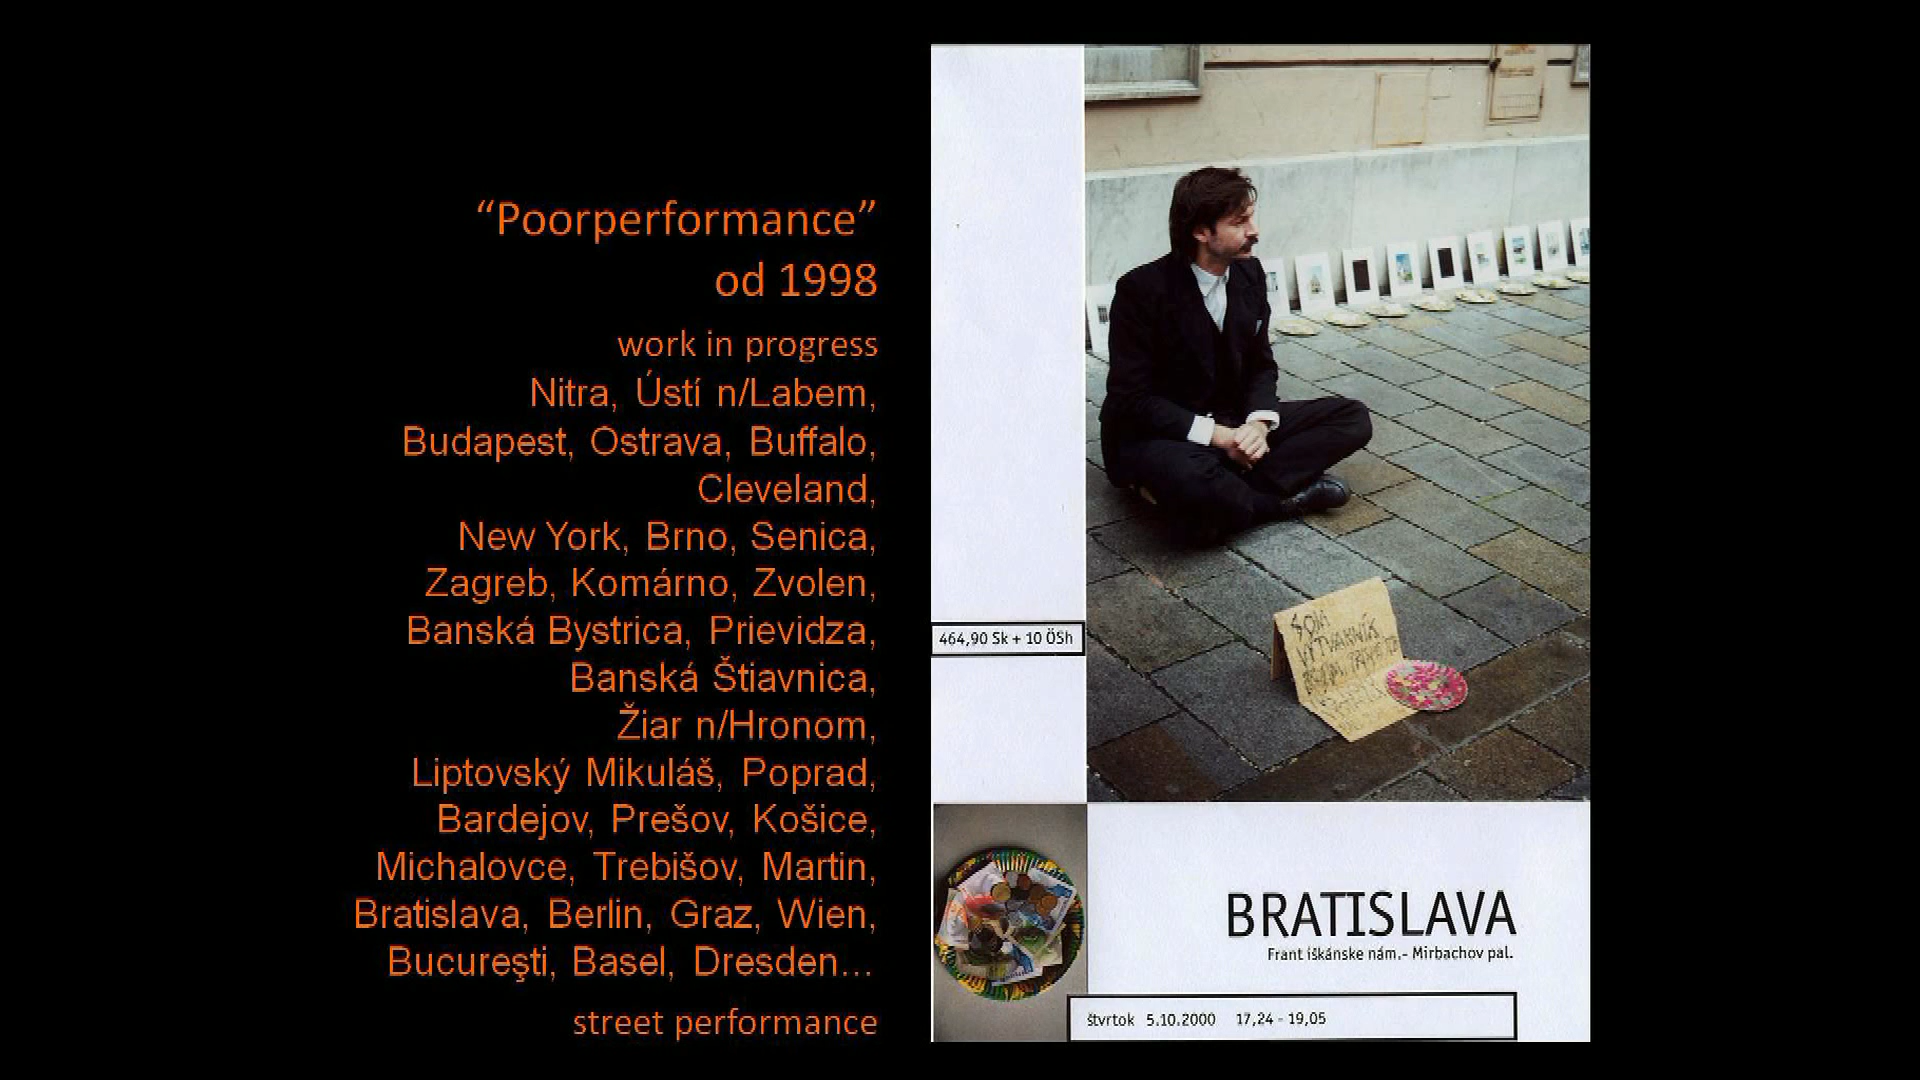 “Poorperformance”
od 1998
work in progress
Nitra, Ústí n/Labem,
Budapest, Ostrava, Buffalo,
Cleveland,
New York, Brno, Senica,
Zagreb, Komárno, Zvolen,
Banská Bystrica, Prievidza,
Banská Štiavnica,
Žiar n/Hronom,
Liptovský Mikuláš, Poprad,
Bardejov, Prešov, Košice,
Michalovce, Trebišov, Martin,
Bratislava, Berlin, Graz, Wien,
Bucureşti, Basel, Dresden...
street performance
464,90 Sk + 10 ÖSh
SOM
VÝTVARNÍK
BRATISLAVA
Frant iškánske nám.- Mirbachov pal.
štvrtok 5.10.2000 17,24 - 19,05